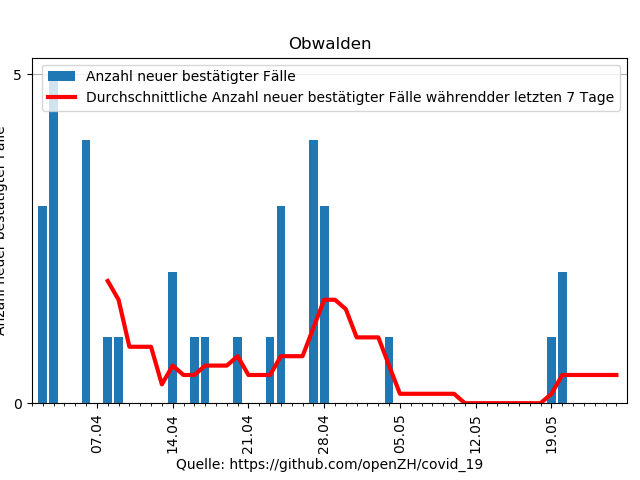 Obwalden
Anzahl neuer bestätigter Fälle
Durchschnittliche Anzahl neuer bestätigter Fälle währendder letzten 7 Tage
Anzahl neuer bestätigter Fälle
5
0
07.04
14.04
21.04
28.04
05.05
12.05
19.05
Quelle: https://github.com/openZH/covid_19